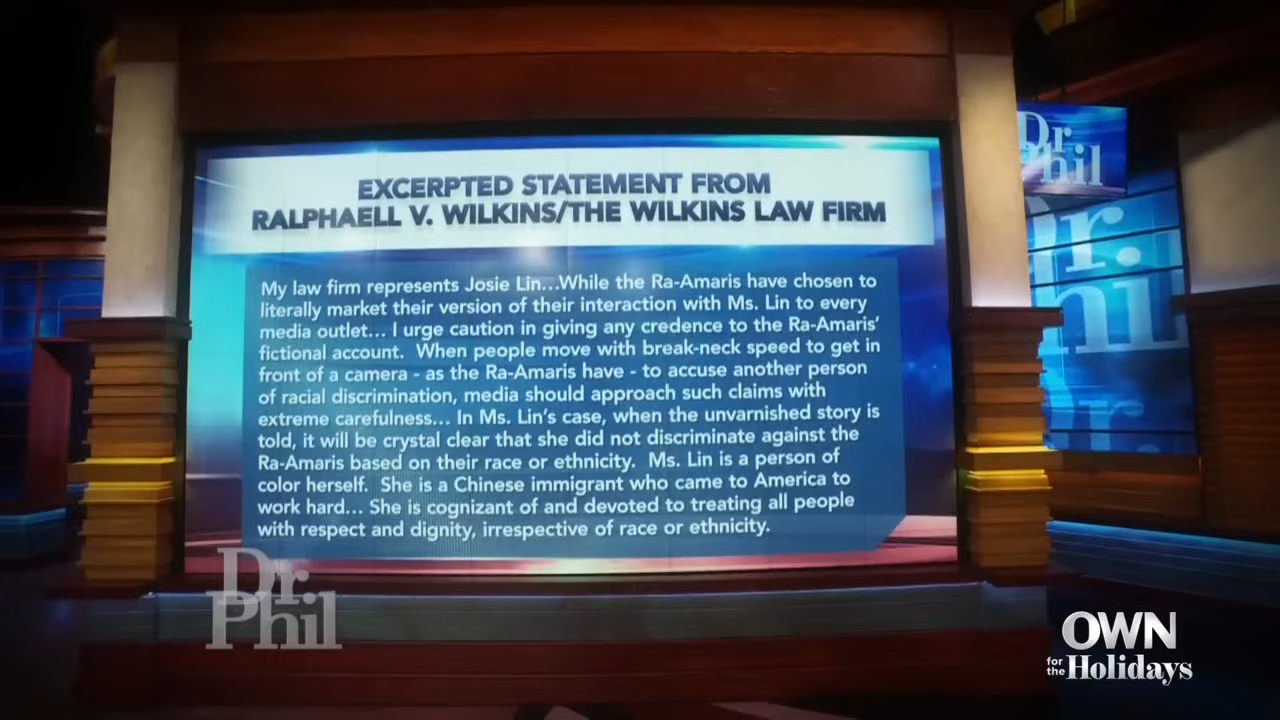 EXCERPTED STATEMENT FROM
RALPHAELL V. WILKINS/THE WILKINS LAW FIRM
My law firm represents Josie Lin...While the Ra-Amaris have chosen to
literally market their version of their interaction with Ms. Lin to every
media outlet... I urge caution in giving any credence to the Ra-Amaris'
fictional account. When people move with break-neck speed to get in
front of a camera - as the Ra-Amaris have - to accuse another person
of racial discrimination, media should approach such claims with
extreme carefulness... In Ms. Lin's case, when the unvarnished story is
told, it will be crystal clear that she did not discriminate against the
Ra-Amaris based on their race or ethnicity. Ms. Lin is a person of
color herself. She is a Chinese immigrant who came to America to
work hard... She is cognizant of and devoted to treating all people
with respect and dignity, irrespective of race or ethnicity.
Dr
Phil
Dr.
Phil
Dr.
Dr.
Phil
OWN
for the Holidays